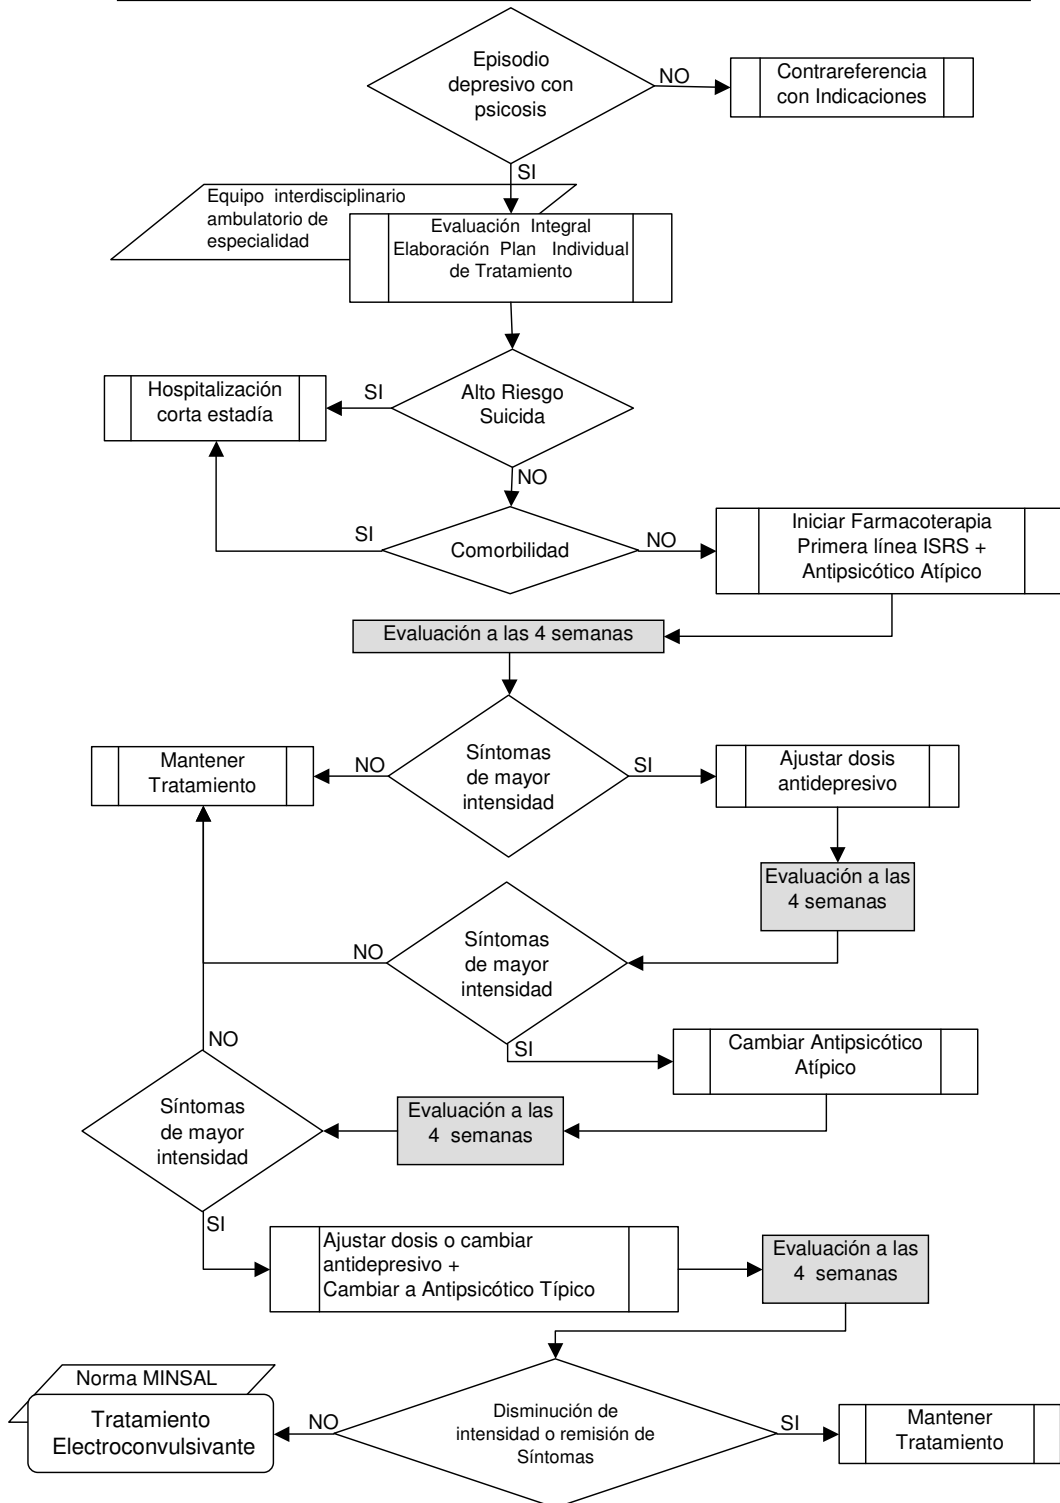 Episodio
depresivo con
psicosis
NO
Contrareferencia
con Indicaciones
SI
Equipo interdisciplinario
ambulatorio de
especialidad
Evaluación Integral
Elaboración Plan Individual
de Tratamiento
Hospitalización
corta estadía
SI
Alto Riesgo
Suicida
NO
SI
Comorbilidad
NO
Iniciar Farmacoterapia
Primera línea ISRS +
Antipsicótico Atípico
Evaluación a las 4 semanas
Mantener
Tratamiento
NO
Síntomas
de mayor
intensidad
SI
Ajustar dosis
antidepresivo
Evaluación a las
4 semanas
NO
Síntomas
de mayor
intensidad
SI
Cambiar Antipsicótico
Atípico
NO
Síntomas
de mayor
intensidad
Evaluación a las
4 semanas
SI
Ajustar dosis o cambiar
antidepresivo +
Cambiar a Antipsicótico Típico
Evaluación a las
4 semanas
Norma MINSAL
Tratamiento
Electroconvulsivante
NO
Disminución de
intensidad o remisión de
Síntomas
SI
Mantener
Tratamiento